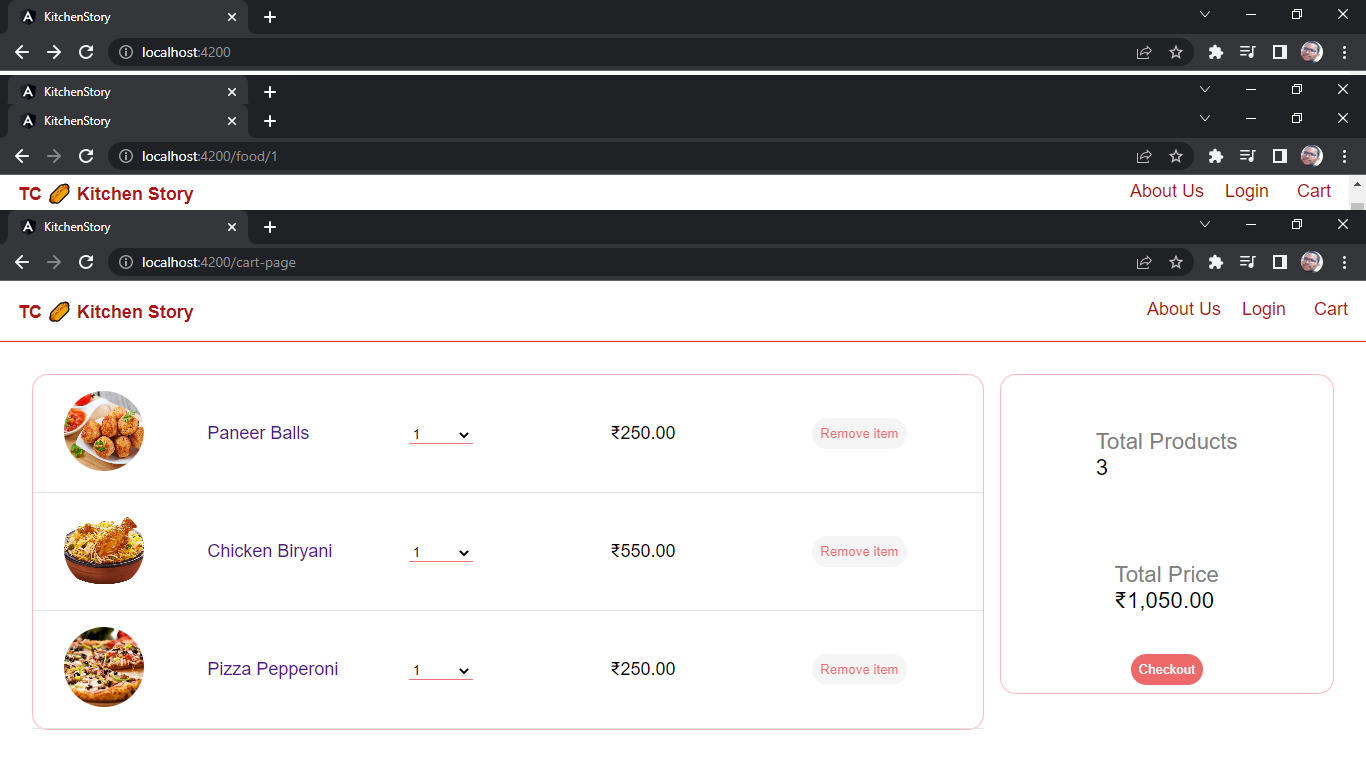 KitchenStory
localhost:4200
KitchenStory
KitchenStory
localhost:4200/food/1
TC Kitchen Story About Us Login Cart
KitchenStory
localhost:4200/cart-page
TC Kitchen Story About Us Login Cart
Paneer Balls 1 ₹250.00 Remove item
Chicken Biryani 1 ₹550.00 Remove item
Pizza Pepperoni 1 ₹250.00 Remove item
Total Products
3
Total Price
₹1,050.00
Checkout